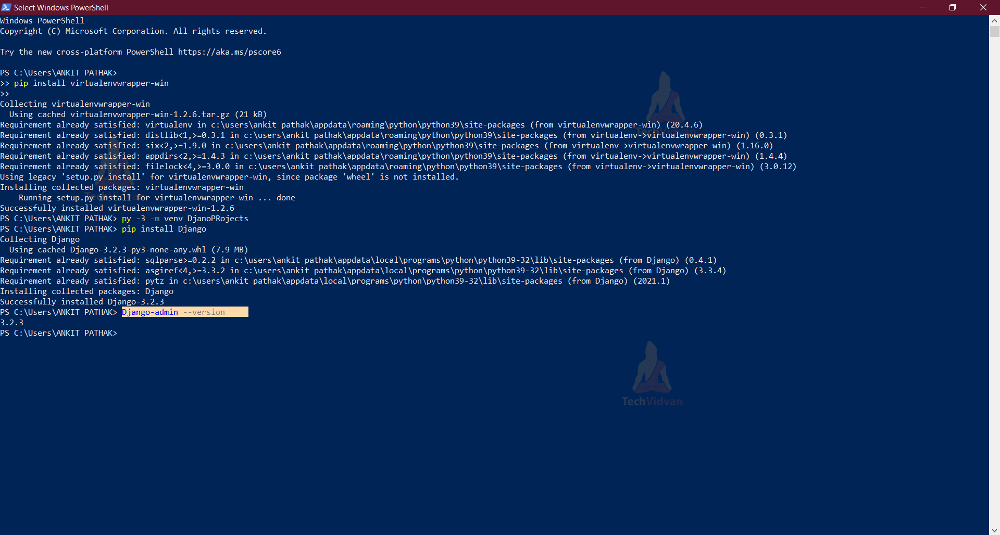 Select Windows PowerShell
Windows PowerShell
Copyright (C) Microsoft Corporation. All rights reserved.
Try the new cross-platform PowerShell https://aka.ms/pscore6
PS C:\Users\ANKIT PATHAK>
>> pip install virtualenvwrapper-win
>>
Collecting virtualenvwrapper-win
  Using cached virtualenvwrapper-win-1.2.6.tar.gz (21 kB)
Requirement already satisfied: virtualenv in c:\users\ankit pathak\appdata\roaming\python\python39\site-packages (from virtualenvwrapper-win) (20.4.6)
Requirement already satisfied: distlib<1,>=0.3.1 in c:\users\ankit pathak\appdata\roaming\python\python39\site-packages (from virtualenv->virtualenvwrapper-win) (0.3.1)
Requirement already satisfied: six<2,>=1.9.0 in c:\users\ankit pathak\appdata\roaming\python\python39\site-packages (from virtualenv->virtualenvwrapper-win) (1.16.0)
Requirement already satisfied: appdirs<2,>=1.4.3 in c:\users\ankit pathak\appdata\roaming\python\python39\site-packages (from virtualenv->virtualenvwrapper-win) (1.4.4)
Requirement already satisfied: filelock<4,>=3.0.0 in c:\users\ankit pathak\appdata\roaming\python\python39\site-packages (from virtualenv->virtualenvwrapper-win) (3.0.12)
Using legacy 'setup.py install' for virtualenvwrapper-win, since package 'wheel' is not installed.
Installing collected packages: virtualenvwrapper-win
    Running setup.py install for virtualenvwrapper-win ... done
Successfully installed virtualenvwrapper-win-1.2.6
PS C:\Users\ANKIT PATHAK> py -3 -m venv DjanoPRojects
PS C:\Users\ANKIT PATHAK> pip install Django
Collecting Django
  Using cached Django-3.2.3-py3-none-any.whl (7.9 MB)
Requirement already satisfied: sqlparse>=0.2.2 in c:\users\ankit pathak\appdata\local\programs\python\python39-32\lib\site-packages (from Django) (0.4.1)
Requirement already satisfied: asgiref<4,>=3.3.2 in c:\users\ankit pathak\appdata\local\programs\python\python39-32\lib\site-packages (from Django) (3.3.4)
Requirement already satisfied: pytz in c:\users\ankit pathak\appdata\local\programs\python\python39-32\lib\site-packages (from Django) (2021.1)
Installing collected packages: Django
Successfully installed Django-3.2.3
PS C:\Users\ANKIT PATHAK> Django-admin --version
3.2.3
PS C:\Users\ANKIT PATHAK>
TechVidvan